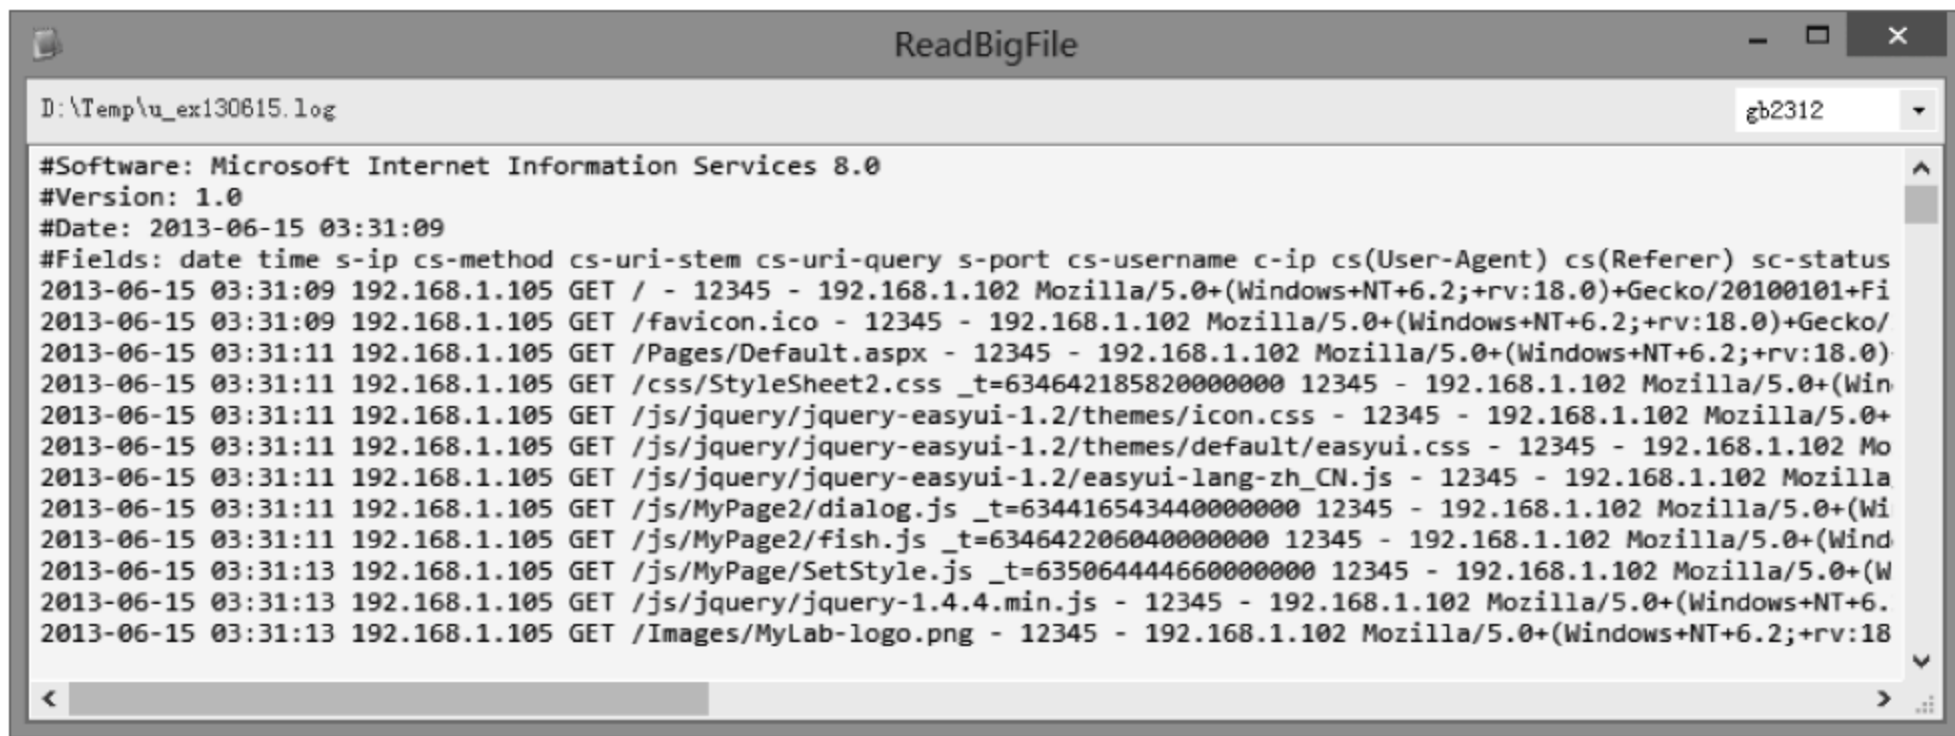 ReadBigFile
D:\Temp\u_ex130615.log gb2312
#Software: Microsoft Internet Information Services 8.0
#Version: 1.0
#Date: 2013-06-15 03:31:09
#Fields: date time s-ip cs-method cs-uri-stem cs-uri-query s-port cs-username c-ip cs(User-Agent) cs(Referer) sc-status
2013-06-15 03:31:09 192.168.1.105 GET / - 12345 - 192.168.1.102 Mozilla/5.0+(Windows+NT+6.2;+rv:18.0)+Gecko/20100101+Fi
2013-06-15 03:31:09 192.168.1.105 GET /favicon.ico - 12345 - 192.168.1.102 Mozilla/5.0+(Windows+NT+6.2;+rv:18.0)+Gecko/
2013-06-15 03:31:11 192.168.1.105 GET /Pages/Default.aspx - 12345 - 192.168.1.102 Mozilla/5.0+(Windows+NT+6.2;+rv:18.0)
2013-06-15 03:31:11 192.168.1.105 GET /css/StyleSheet2.css _t=634642185820000000 12345 - 192.168.1.102 Mozilla/5.0+(Win
2013-06-15 03:31:11 192.168.1.105 GET /js/jquery/jquery-easyui-1.2/themes/icon.css - 12345 - 192.168.1.102 Mozilla/5.0+
2013-06-15 03:31:11 192.168.1.105 GET /js/jquery/jquery-easyui-1.2/themes/default/easyui.css - 12345 - 192.168.1.102 Mo
2013-06-15 03:31:11 192.168.1.105 GET /js/jquery/jquery-easyui-1.2/easyui-lang-zh_CN.js - 12345 - 192.168.1.102 Mozilla
2013-06-15 03:31:11 192.168.1.105 GET /js/MyPage2/dialog.js _t=634416543440000000 12345 - 192.168.1.102 Mozilla/5.0+(Wi
2013-06-15 03:31:11 192.168.1.105 GET /js/MyPage2/fish.js _t=634642206040000000 12345 - 192.168.1.102 Mozilla/5.0+(Wind
2013-06-15 03:31:13 192.168.1.105 GET /js/MyPage/SetStyle.js _t=635064444660000000 12345 - 192.168.1.102 Mozilla/5.0+(W
2013-06-15 03:31:13 192.168.1.105 GET /js/jquery/jquery-1.4.4.min.js - 12345 - 192.168.1.102 Mozilla/5.0+(Windows+NT+6.
2013-06-15 03:31:13 192.168.1.105 GET /Images/MyLab-logo.png - 12345 - 192.168.1.102 Mozilla/5.0+(Windows+NT+6.2;+rv:18